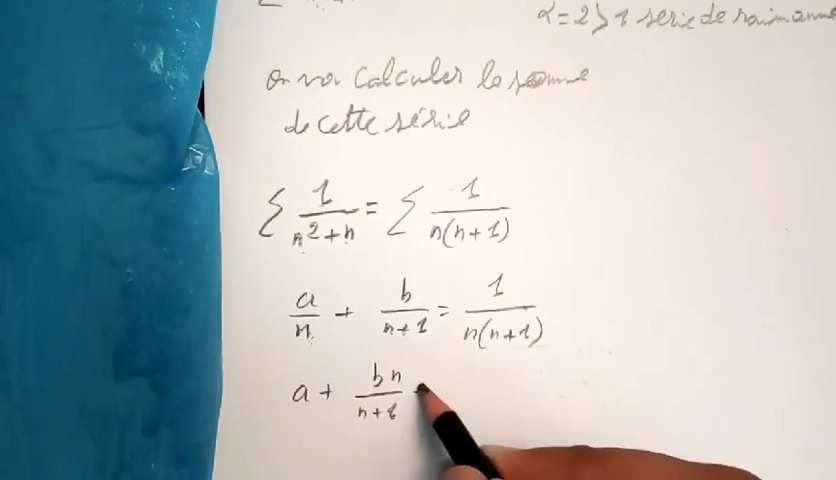 α = 2 > 1 serie de
on va calculer la somme
de cette série
∑ 1/(n²+n) = ∑ 1/(n(n+1))
a/n + b/(n+1) = 1/(n(n+1))
a + bn/(n+1)